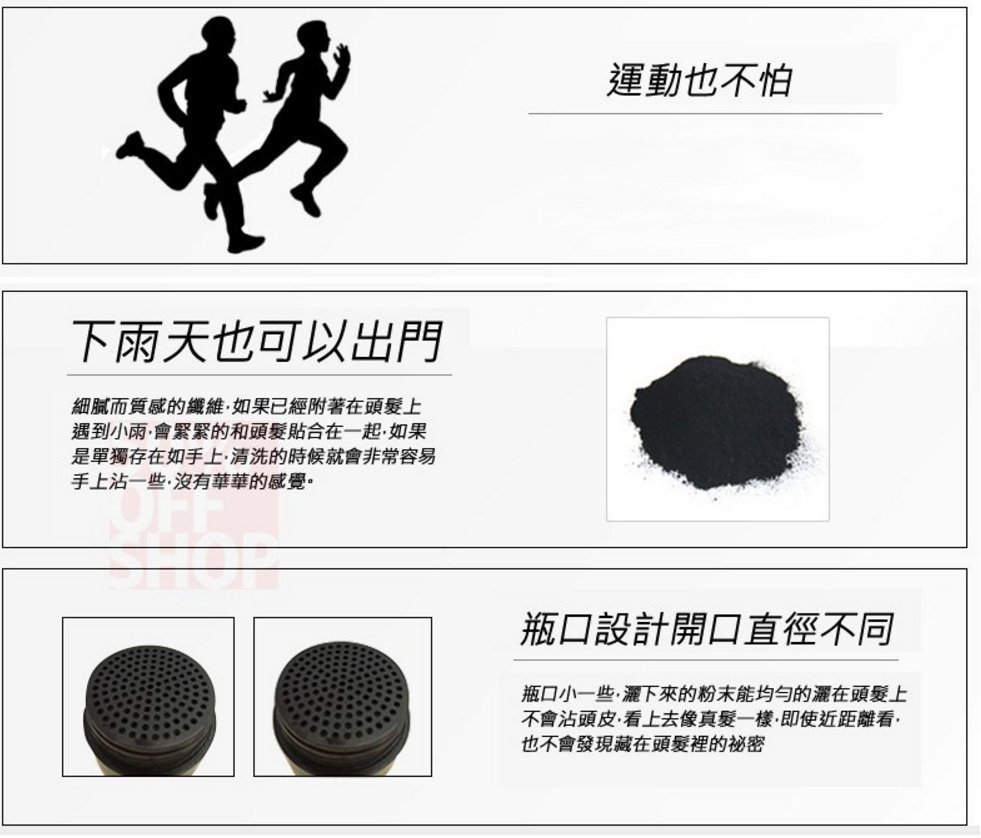 運動也不怕
下雨天也可以出門
細膩而質感的纖維·如果已經附著在頭髮上
遇到小雨·會緊緊的和頭髮貼合在一起·如果
是單獨存在如手上·清洗的時候就會非常容易
手上沾一些·沒有華華的感覺。
OFF
SHOP
瓶口設計開口直徑不同
瓶口小一些·灑下來的粉末能均勻的灑在頭髮上
不會沾頭皮·看上去像真髮一樣·即使近距離看·
也不會發現藏在頭髮裡的祕密